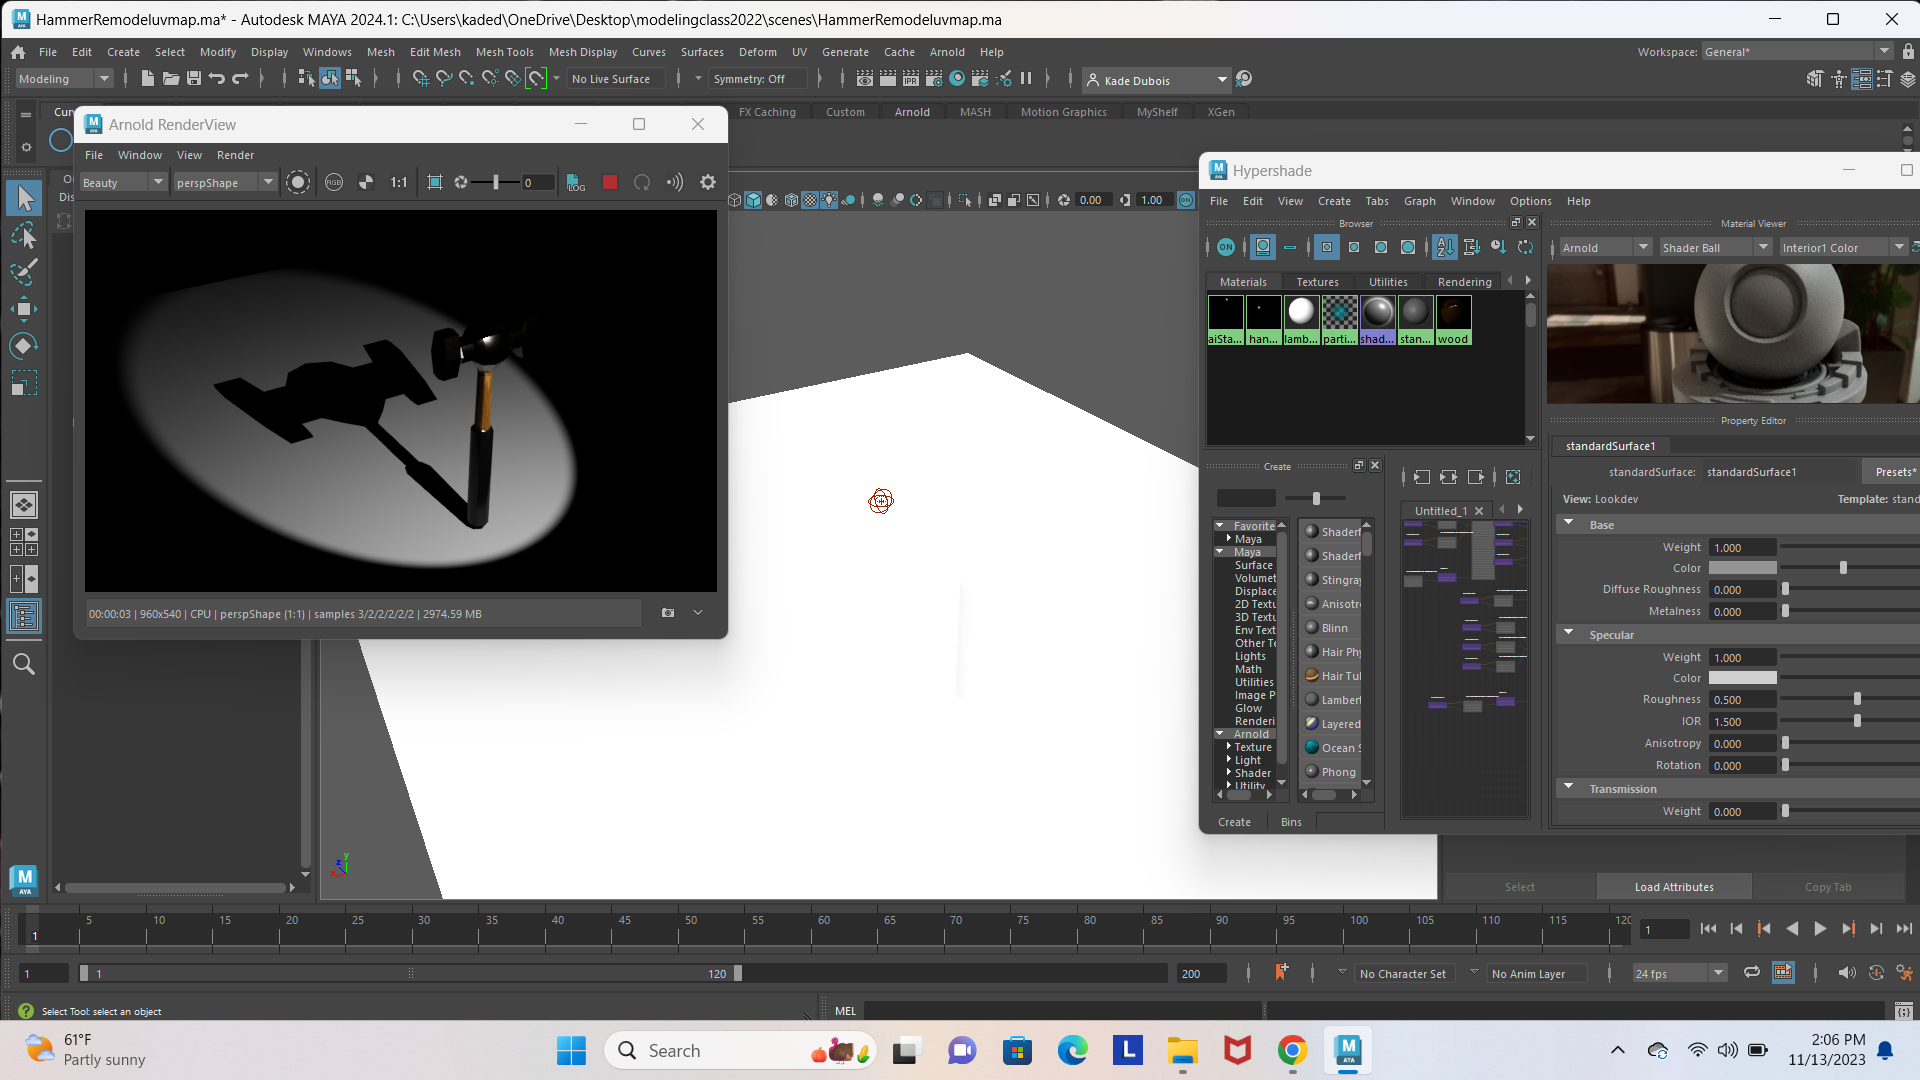 HammerRemodeluvmap.ma* - Autodesk MAYA 2024.1: C:\Users\kaded\OneDrive\Desktop\modelingclass2022\scenes\HammerRemodeluvmap.ma
File Edit Create Select Modify Display Windows Mesh Edit Mesh Mesh Tools Mesh Display Curves Surfaces Deform UV Generate Cache Arnold Help
Workspace: General*
Modeling
No Live Surface
Symmetry: Off
Kade Dubois
IPR
Cur
FX Caching Custom Arnold MASH Motion Graphics MyShelf XGen
Arnold RenderView
File Window View Render
Beauty
perspShape
RGB
1:1
0
LOG
00:00:03 | 960x540 | CPU | perspShape (1:1) | samples 3/2/2/2/2/2 | 2974.59 MB
Dis
0.00
1.00
ON
Hypershade
File Edit View Create Tabs Graph Window Options Help
Browser
ON
Materials Textures Utilities Rendering
aiSta... han... lamb... parti... shad... stan... wood
Material Viewer
Arnold
Shader Ball
Interior1 Color
Property Editor
standardSurface1
standardSurface: standardSurface1
Presets*
View: Lookdev
Template: stand
Base
Weight 1.000
Color
Diffuse Roughness 0.000
Metalness 0.000
Specular
Weight 1.000
Color
Roughness 0.500
IOR 1.500
Anisotropy 0.000
Rotation 0.000
Transmission
Weight 0.000
Create
Favorite
Maya
Maya
Surface
Volumet
Displace
2D Textu
3D Textu
Env Text
Other Te
Lights
Math
Utilities
Image P
Glow
Renderi
Arnold
Texture
Light
Shader
Utility
Shaderf
Shaderf
Stingray
Anisotro
Blinn
Hair Phy
Hair Tub
Lambert
Layered
Ocean S
Phong
Create Bins
Untitled_1
Select
Load Attributes
Copy Tab
y
z
MAYA
1
5 10 15 20 25 30 35 40 45 50 55 60 65 70 75 80 85 90 95 100 105 110 115 120
1
1
1
120
200
No Character Set
No Anim Layer
24 fps
Select Tool: select an object
MEL
61°F
Partly sunny
Search
2:06 PM
11/13/2023